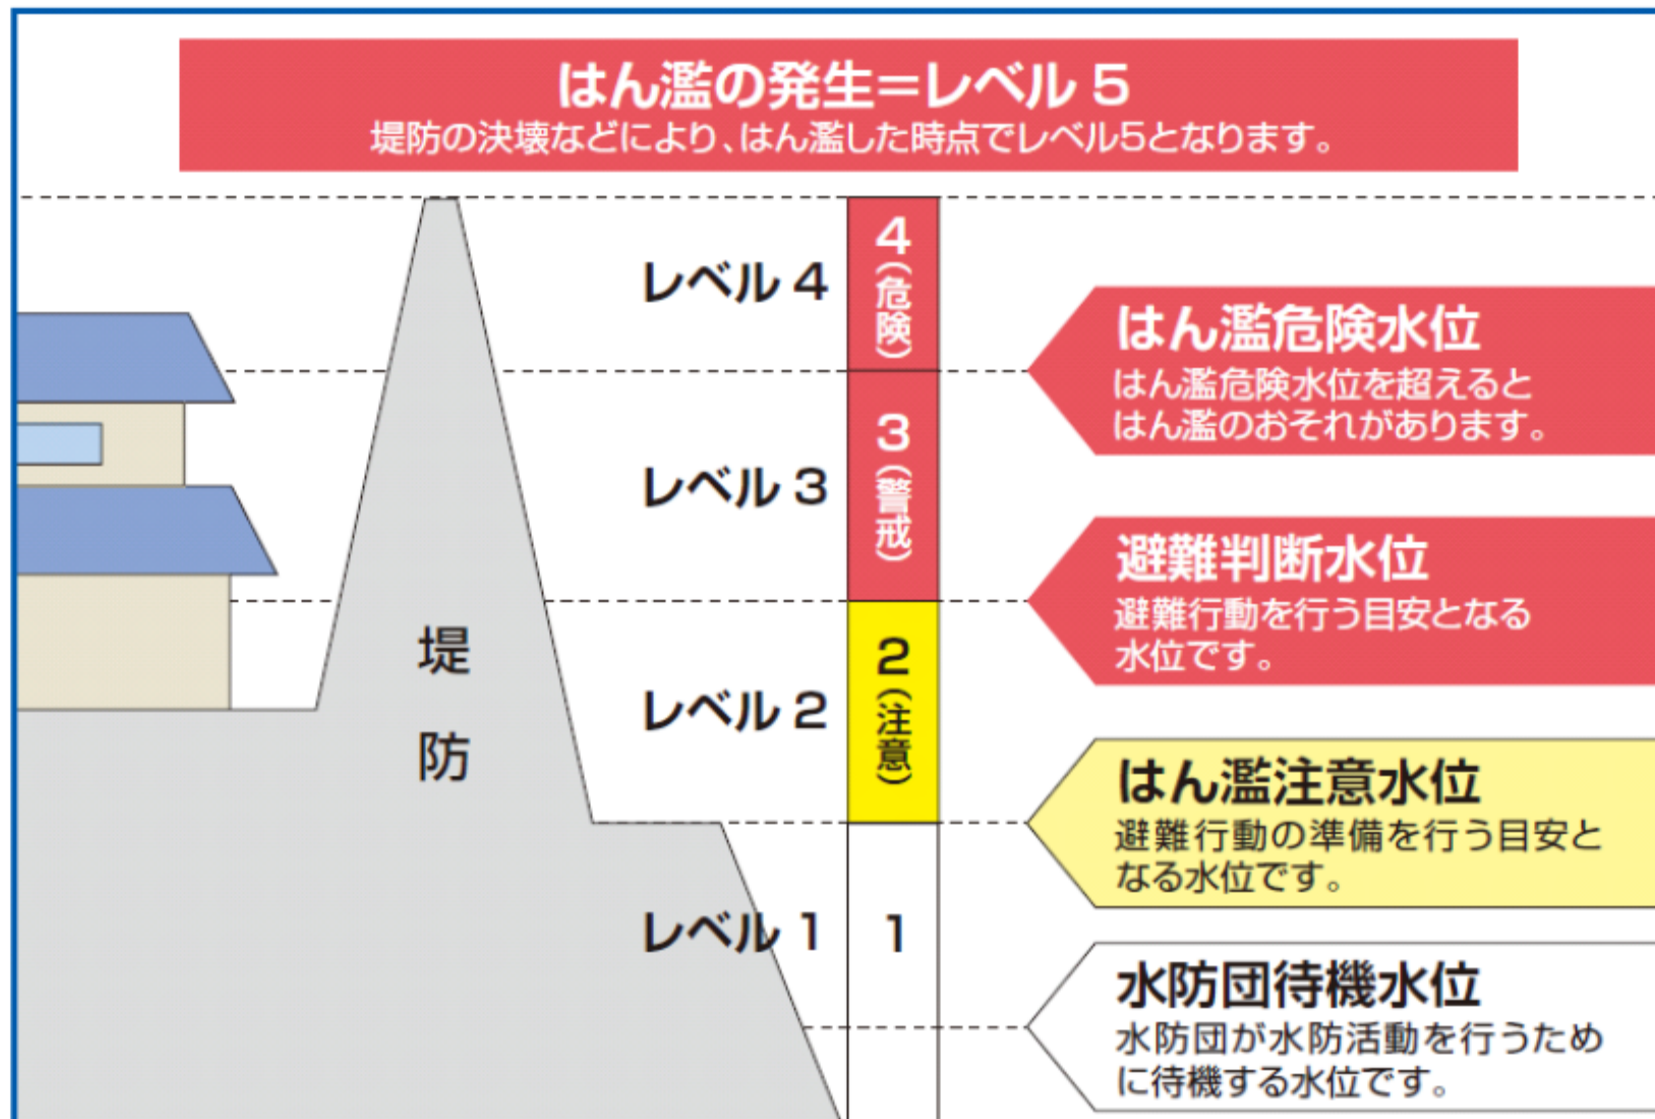 はん濫の発生＝レベル 5
堤防の決壊などにより、はん濫した時点でレベル5となります。
レベル 4
4（危険）
はん濫危険水位
はん濫危険水位を超えると
はん濫のおそれがあります。
レベル 3
3（警戒）
避難判断水位
避難行動を行う目安となる
水位です。
堤防
レベル 2
2（注意）
はん濫注意水位
避難行動の準備を行う目安と
なる水位です。
レベル 1
1
水防団待機水位
水防団が水防活動を行うため
に待機する水位です。